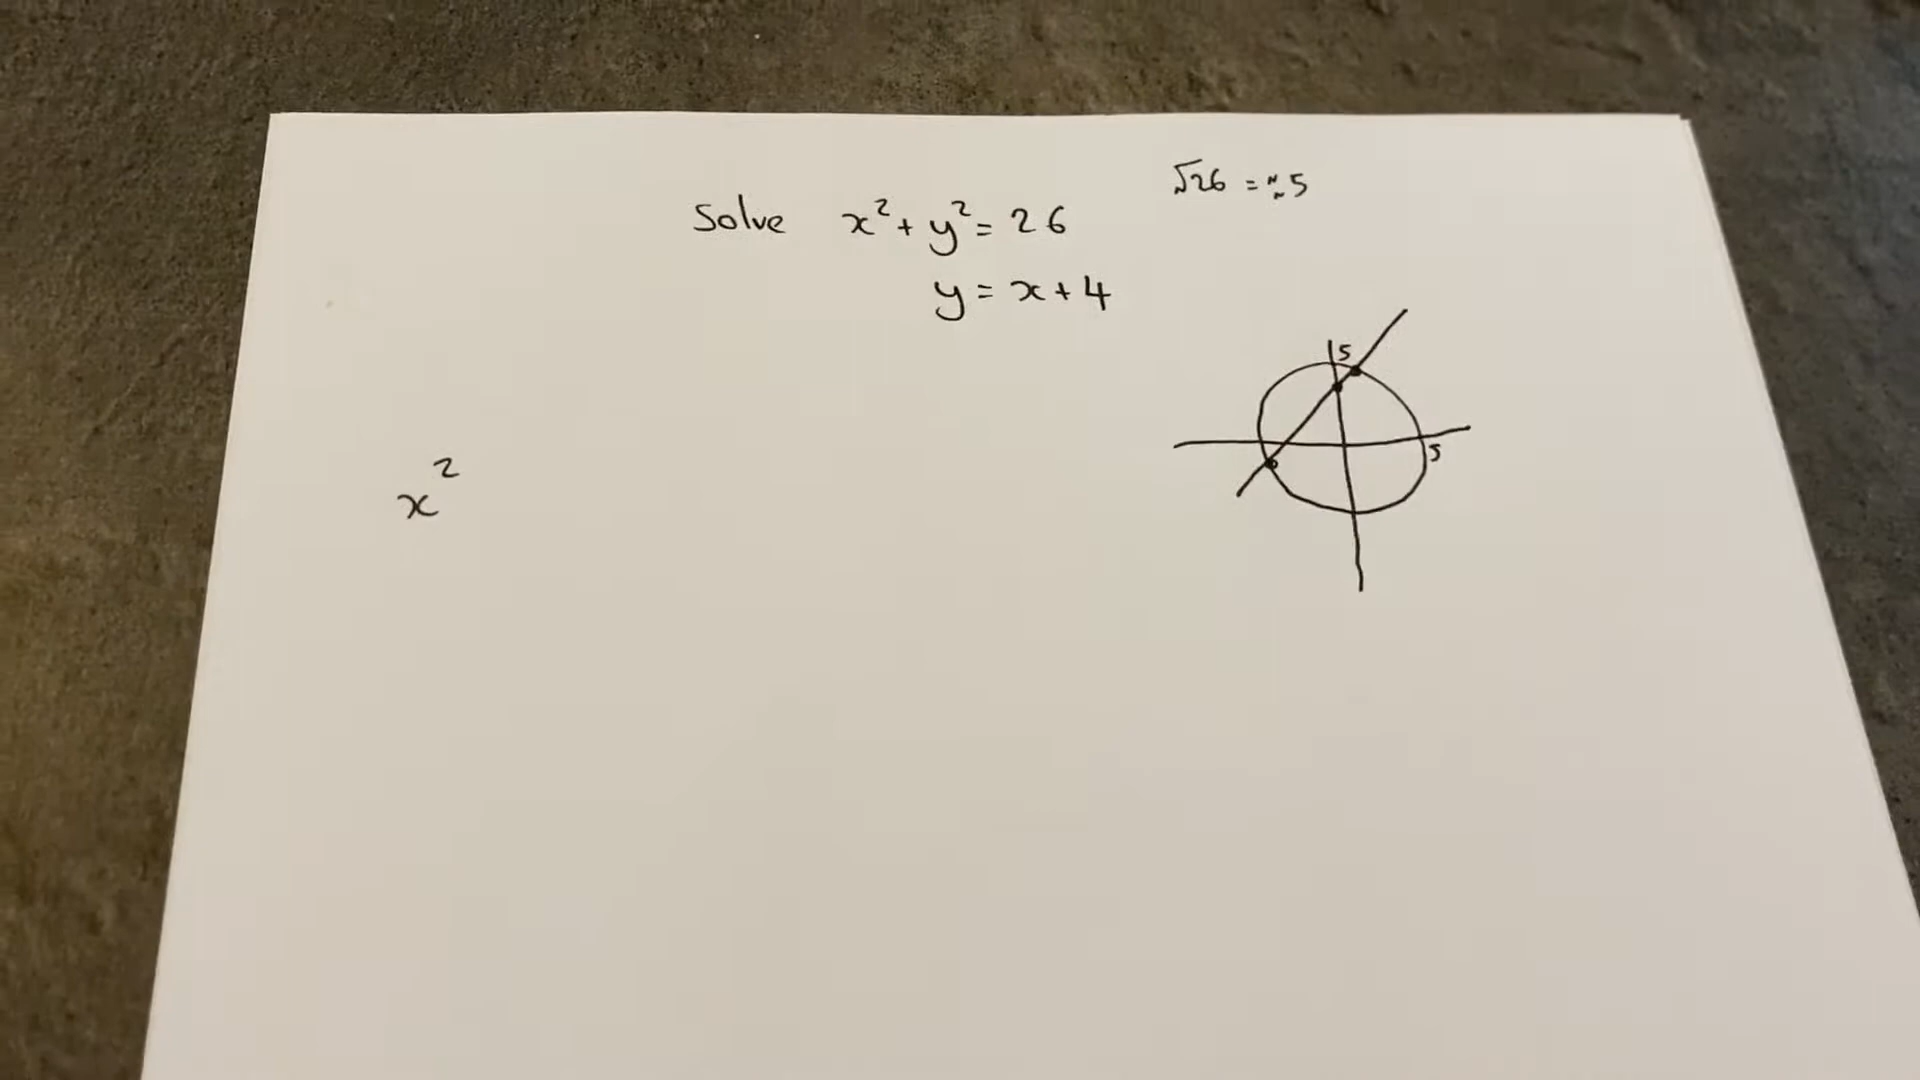 √26 = ≈5
Solve x² + y² = 26
y = x + 4
5
5
x²